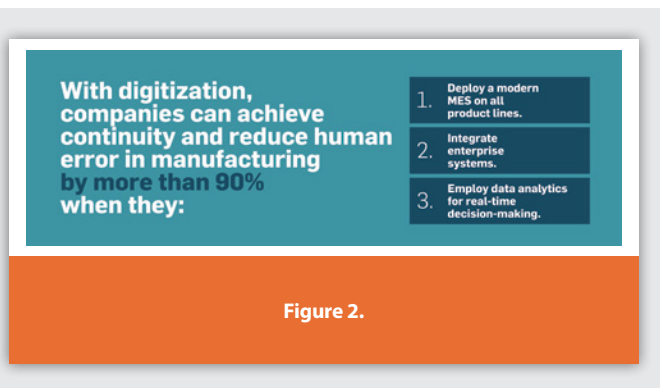 With digitization,
companies can achieve
continuity and reduce human
error in manufacturing
by more than 90%
when they:
1. Deploy a modern
MES on all
product lines.
2. Integrate
enterprise
systems.
3. Employ data analytics
for real-time
decision-making.
Figure 2.